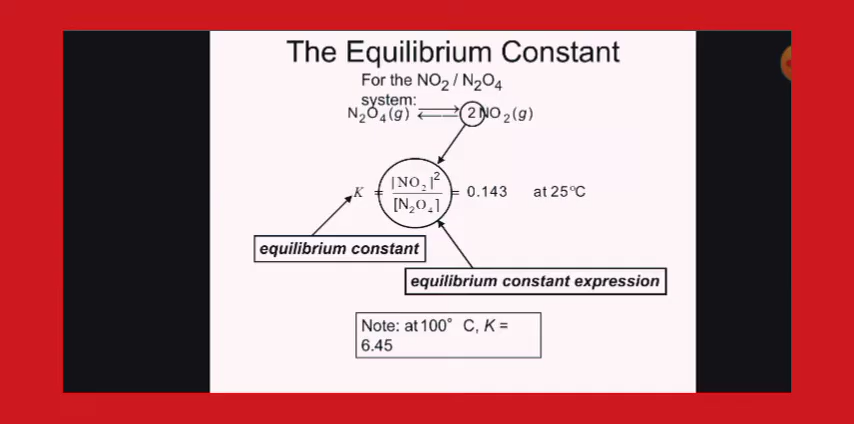 The Equilibrium Constant
For the NO₂ / N₂O₄
system:
N₂O₄(g) ⇌ 2NO₂(g)
K = [NO₂]² / [N₂O₄] = 0.143 at 25°C
equilibrium constant
equilibrium constant expression
Note: at 100° C, K =
6.45